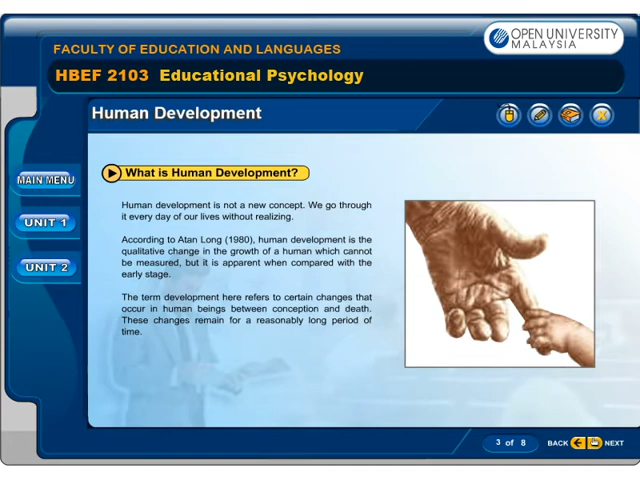 OPEN UNIVERSITY
MALAYSIA
FACULTY OF EDUCATION AND LANGUAGES
HBEF 2103 Educational Psychology
Human Development
MAIN MENU
UNIT 1
UNIT 2
What is Human Development?
Human development is not a new concept. We go through
it every day of our lives without realizing.
According to Atan Long (1980), human development is the
qualitative change in the growth of a human which cannot
be measured, but it is apparent when compared with the
early stage.
The term development here refers to certain changes that
occur in human beings between conception and death.
These changes remain for a reasonably long period of
time.
3 of 8
BACK
NEXT